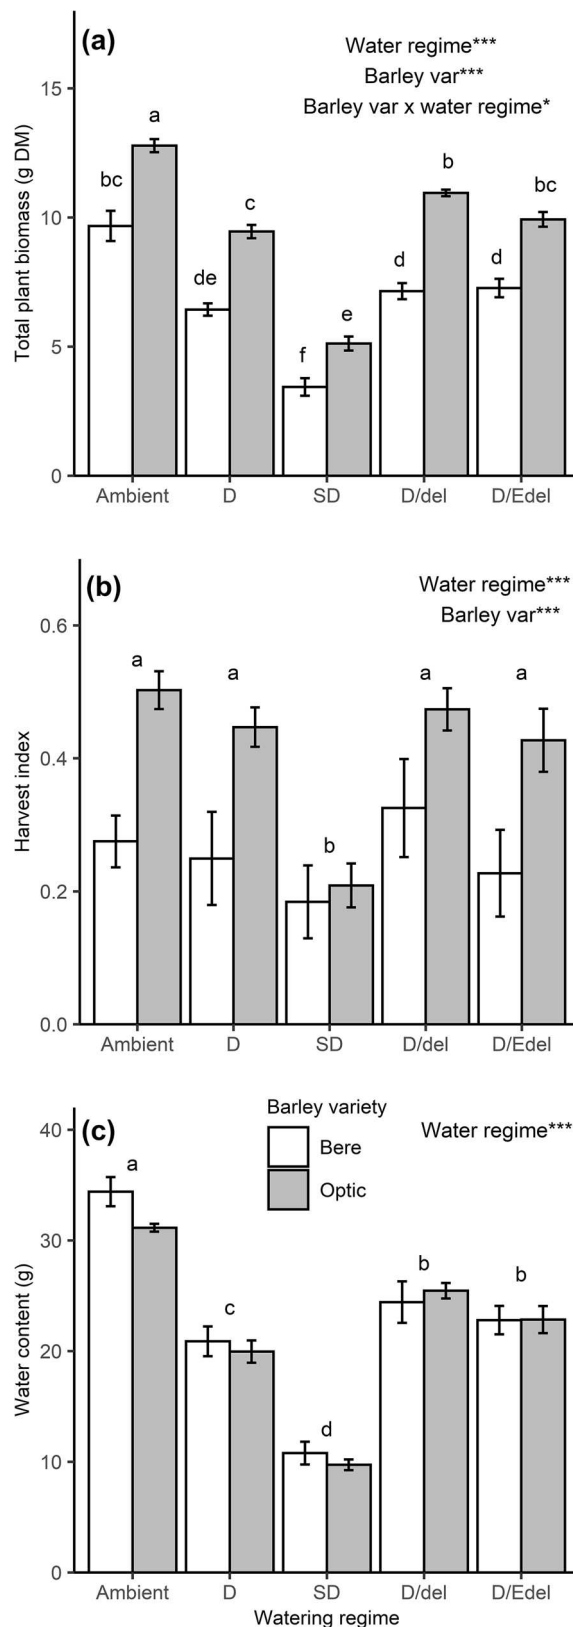 (a)
Water regime***
Barley var***
Barley var x water regime*
Total plant biomass (g DM)
15
10
5
0
bc
a
de
c
f
e
d
b
d
bc
Ambient
D
SD
D/del
D/Edel
(b)
Water regime***
Barley var***
Harvest index
0.6
0.4
0.2
0.0
a
a
b
a
a
Ambient
D
SD
D/del
D/Edel
(c)
Barley variety
Bere
Optic
Water regime***
Water content (g)
40
30
20
10
0
a
c
d
b
b
Ambient
D
SD
D/del
D/Edel
Watering regime